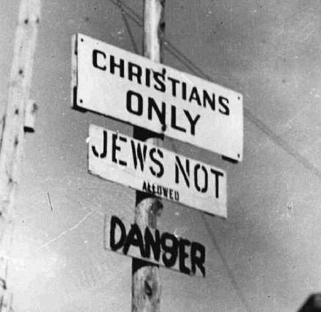 CHRISTIANS
ONLY
JEWS NOT
ALLOWED
DANGER